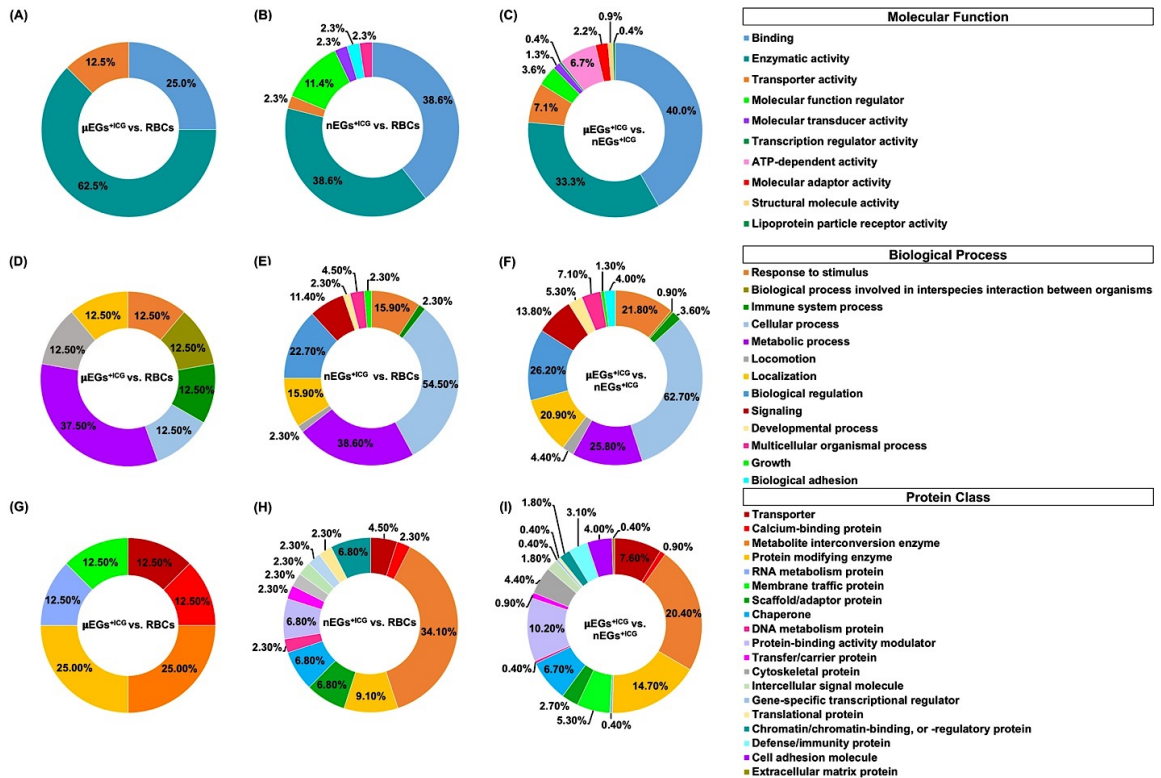 (A)
12.5%
25.0%
µEGs+ICG vs. RBCs
62.5%
(B)
2.3%
2.3%
2.3%
11.4%
2.3%
38.6%
nEGs+ICG vs. RBCs
38.6%
(C)
0.9%
0.4%
2.2%
0.4%
1.3%
3.6%
6.7%
7.1%
40.0%
µEGs+ICG vs.
nEGs+ICG
33.3%
Molecular Function
Binding
Enzymatic activity
Transporter activity
Molecular function regulator
Molecular transducer activity
Transcription regulator activity
ATP-dependent activity
Molecular adaptor activity
Structural molecule activity
Lipoprotein particle receptor activity
(D)
12.50%
12.50%
12.50%
12.50%
µEGs+ICG vs. RBCs
12.50%
37.50%
12.50%
(E)
4.50%
2.30%
2.30%
11.40%
15.90%
2.30%
22.70%
nEGs+ICG vs. RBCs
54.50%
15.90%
2.30%
38.60%
(F)
1.30%
7.10%
4.00%
5.30%
0.90%
13.80%
21.80%
3.60%
26.20%
µEGs+ICG vs.
nEGs+ICG
62.70%
20.90%
4.40%
25.80%
Biological Process
Response to stimulus
Biological process involved in interspecies interaction between organisms
Immune system process
Cellular process
Metabolic process
Locomotion
Localization
Biological regulation
Signaling
Developmental process
Multicellular organismal process
Growth
Biological adhesion
(G)
12.50%
12.50%
12.50%
12.50%
µEGs+ICG vs. RBCs
25.00%
25.00%
(H)
4.50%
2.30%
6.80%
2.30%
2.30%
2.30%
2.30%
2.30%
6.80%
34.10%
nEGs+ICG vs. RBCs
2.30%
6.80%
6.80%
9.10%
(I)
1.80%
3.10%
4.00%
0.40%
0.40%
0.40%
1.80%
7.60%
0.90%
4.40%
0.90%
20.40%
10.20%
µEGs+ICG vs.
nEGs+ICG
0.40%
6.70%
14.70%
2.70%
5.30%
0.40%
Protein Class
Transporter
Calcium-binding protein
Metabolite interconversion enzyme
Protein modifying enzyme
RNA metabolism protein
Membrane traffic protein
Scaffold/adaptor protein
Chaperone
DNA metabolism protein
Protein-binding activity modulator
Transfer/carrier protein
Cytoskeletal protein
Intercellular signal molecule
Gene-specific transcriptional regulator
Translational protein
Chromatin/chromatin-binding, or -regulatory protein
Defense/immunity protein
Cell adhesion molecule
Extracellular matrix protein